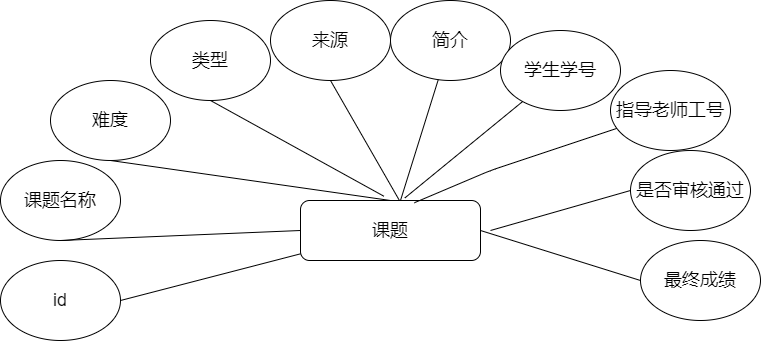 来源
简介
类型
学生学号
难度
指导老师工号
课题名称
是否审核通过
课题
最终成绩
id